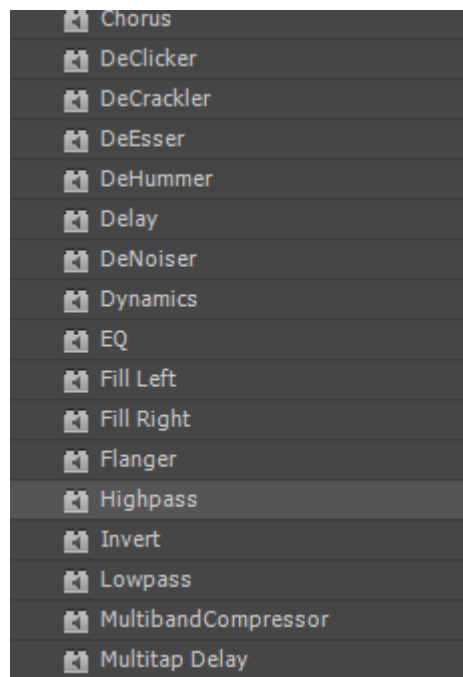 Chorus
DeClicker
DeCrackler
DeEsser
DeHummer
Delay
DeNoiser
Dynamics
EQ
Fill Left
Fill Right
Flanger
Highpass
Invert
Lowpass
MultibandCompressor
Multitap Delay